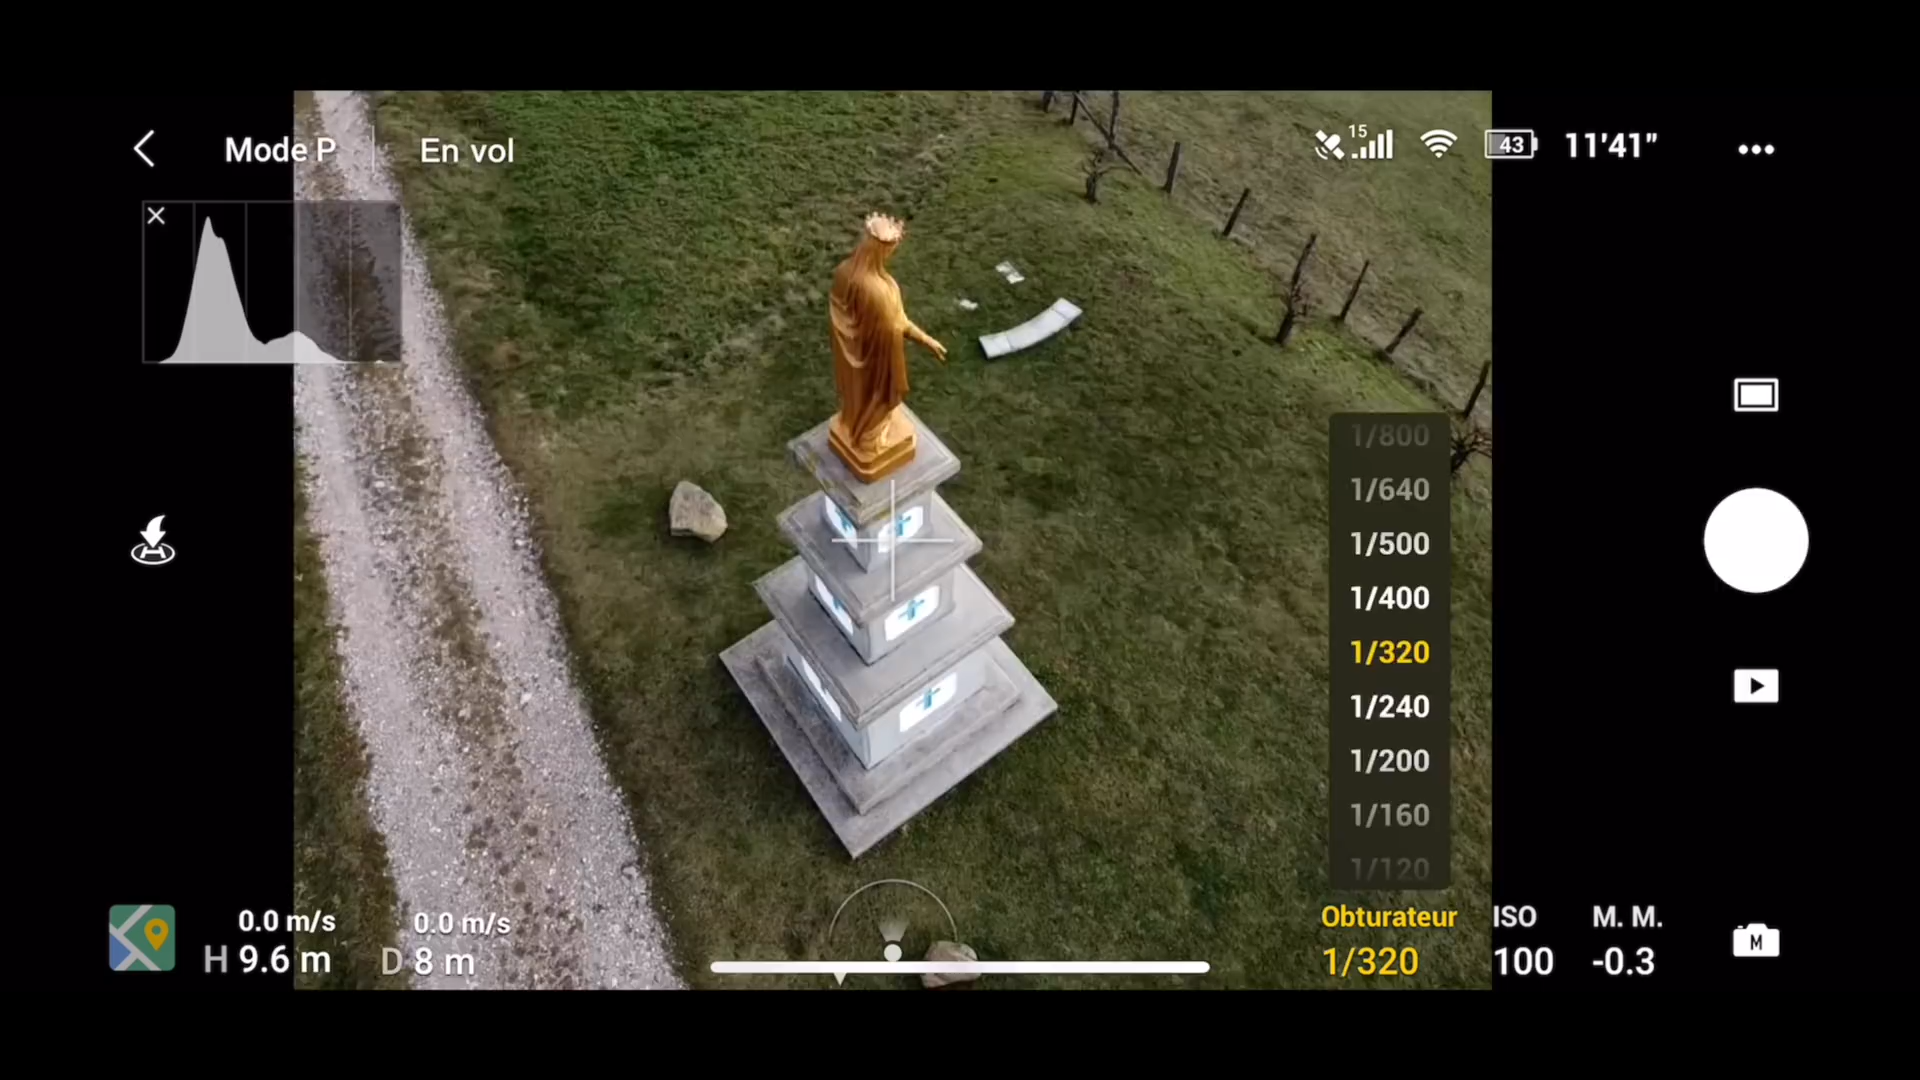 Mode P
En vol
15
43
11'41"
1/800
1/640
1/500
1/400
1/320
1/240
1/200
1/160
1/120
0.0 m/s
0.0 m/s
H 9.6 m
D 8 m
Obturateur
1/320
ISO
100
M. M.
-0.3
M